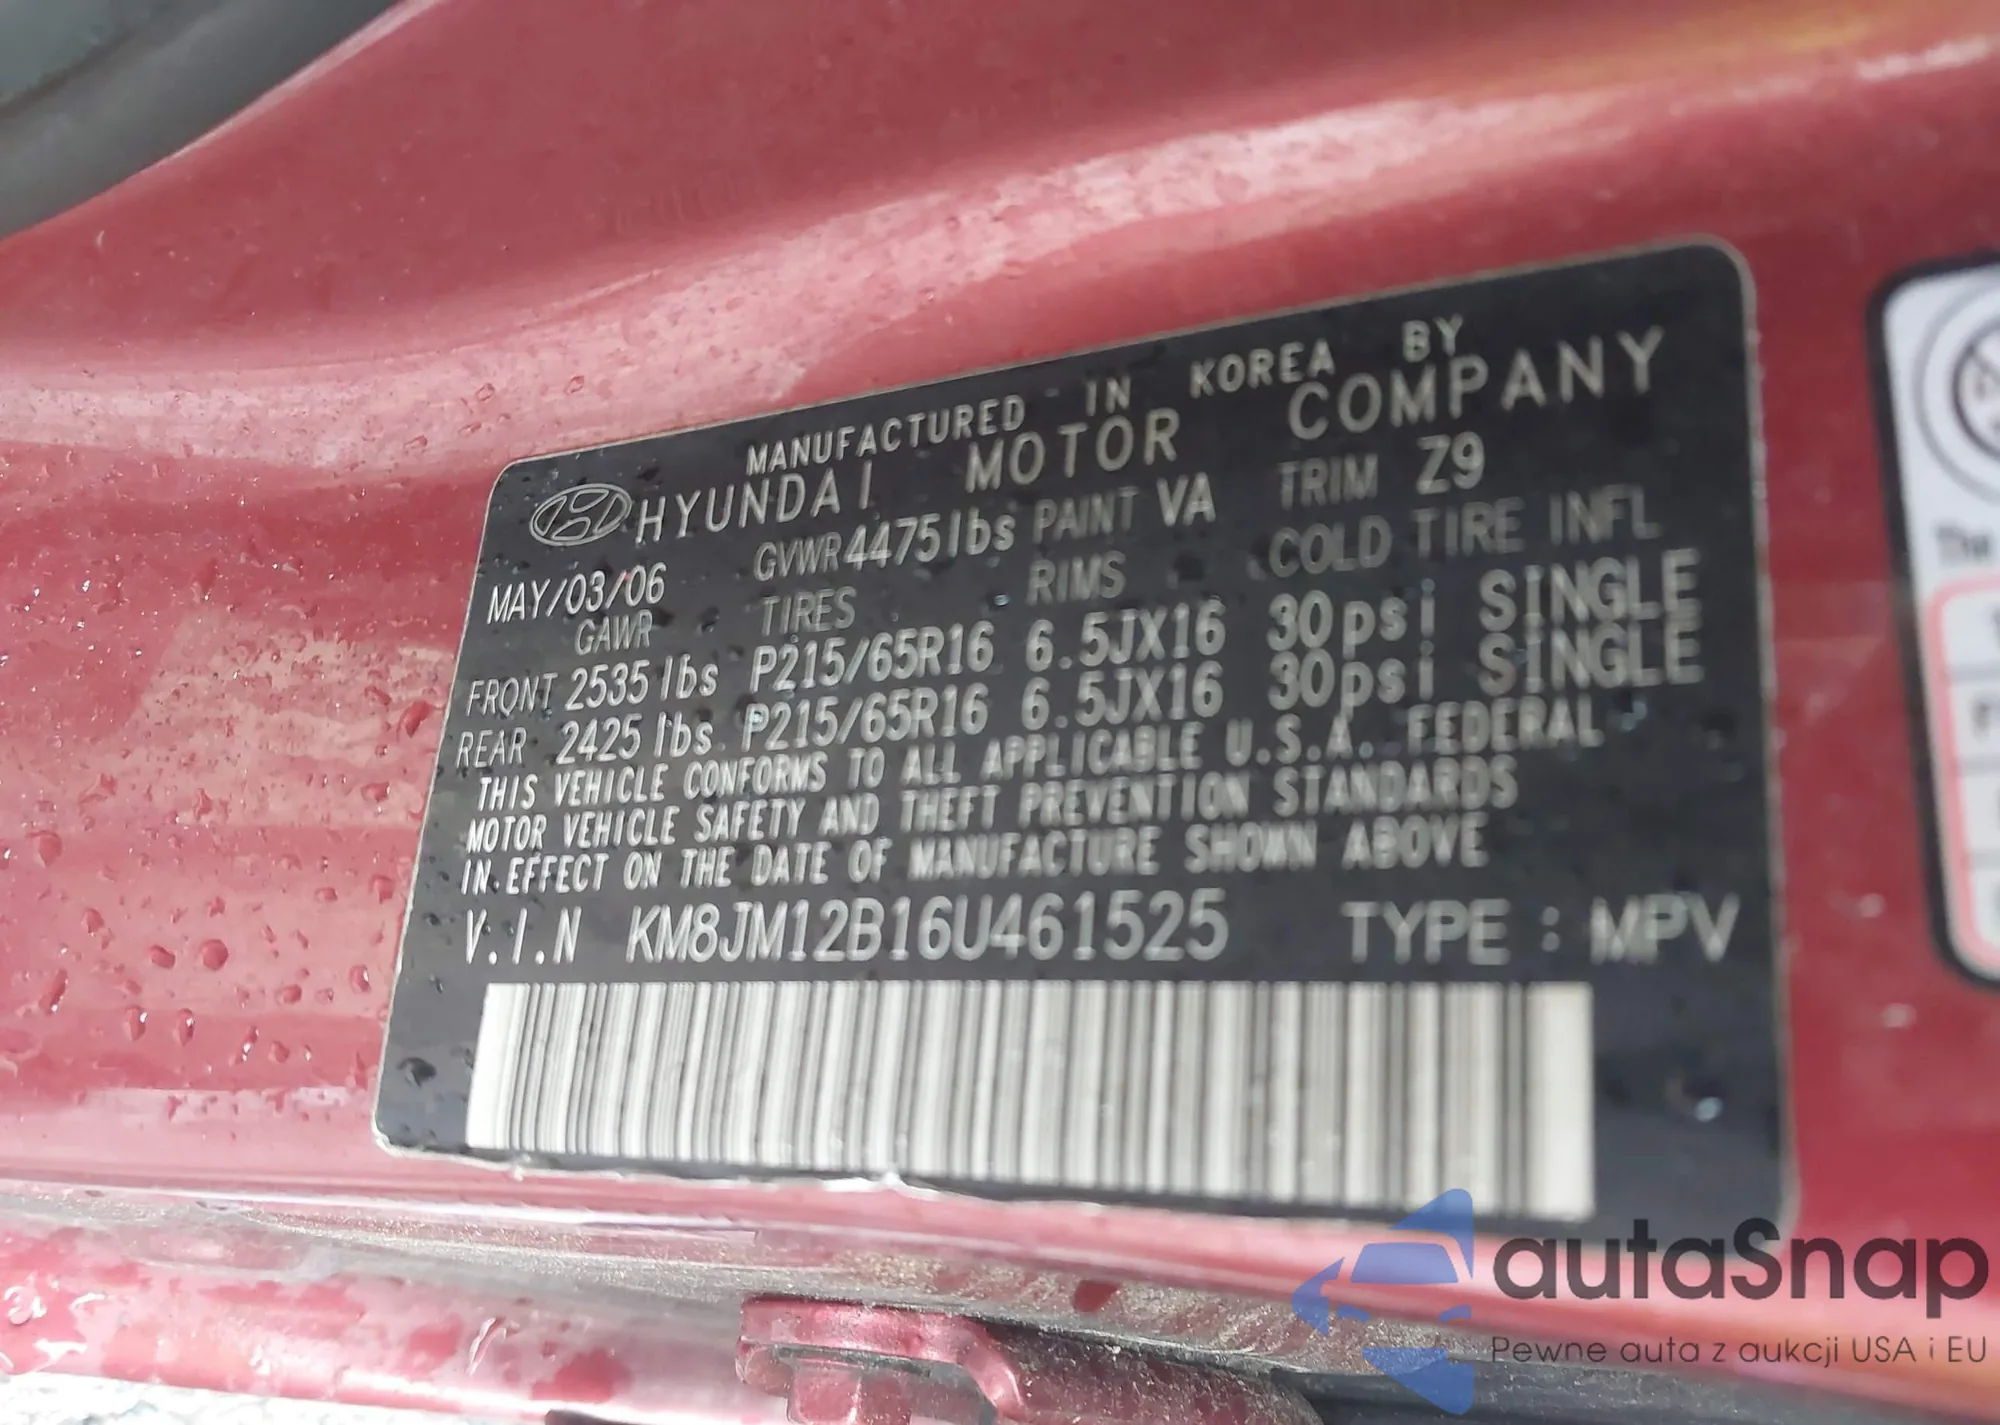 MANUFACTURED IN KOREA BY
HYUNDAI MOTOR COMPANY
MAY/03/06 GVWR 4475lbs PAINT VA TRIM Z9
GAWR TIRES RIMS COLD TIRE INFL
FRONT 2535 lbs P215/65R16 6.5JX16 30psi SINGLE
REAR 2425 lbs. P215/65R16 6.5JX16 30psi SINGLE
THIS VEHICLE CONFORMS TO ALL APPLICABLE U.S.A. FEDERAL
MOTOR VEHICLE SAFETY AND THEFT PREVENTION STANDARDS
IN EFFECT ON THE DATE OF MANUFACTURE SHOWN ABOVE
V.I.N KM8JM12B16U461525 TYPE : MPV
The
autaSnap
Pewne auta z aukcji USA i EU